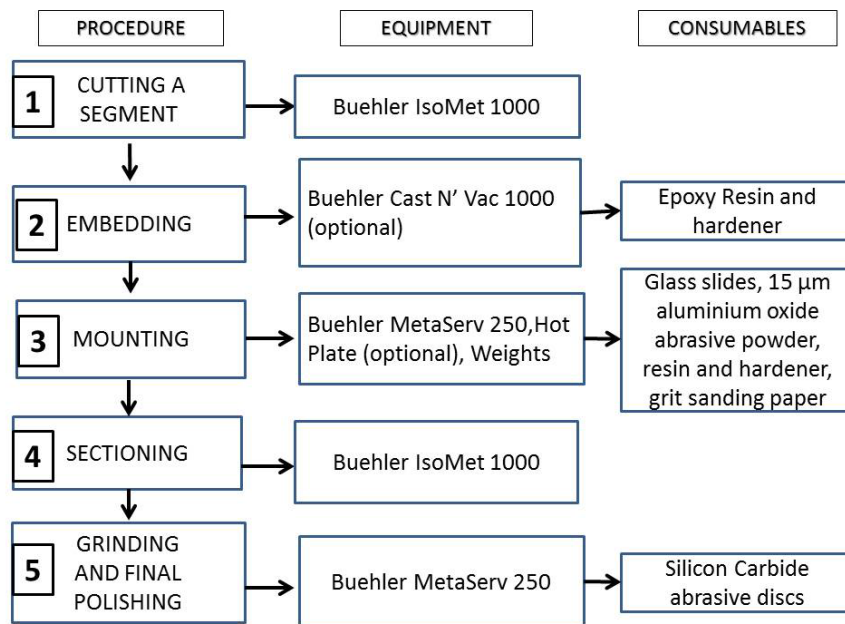 PROCEDURE
EQUIPMENT
CONSUMABLES
1
CUTTING A
SEGMENT
Buehler IsoMet 1000
2
EMBEDDING
Buehler Cast N’ Vac 1000
(optional)
Epoxy Resin and
hardener
3
MOUNTING
Buehler MetaServ 250,Hot
Plate (optional), Weights
Glass slides, 15 µm
aluminium oxide
abrasive powder,
resin and hardener,
grit sanding paper
4
SECTIONING
Buehler IsoMet 1000
5
GRINDING
AND FINAL
POLISHING
Buehler MetaServ 250
Silicon Carbide
abrasive discs